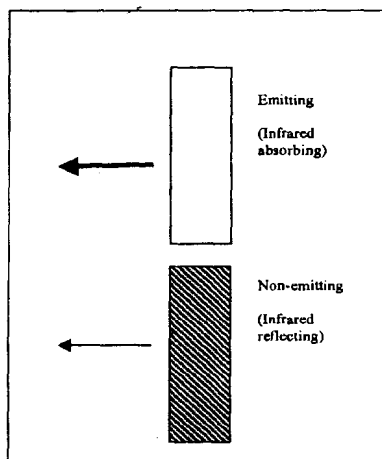 Emitting
(Infrared
absorbing)
Non-emitting
(Infrared
reflecting)